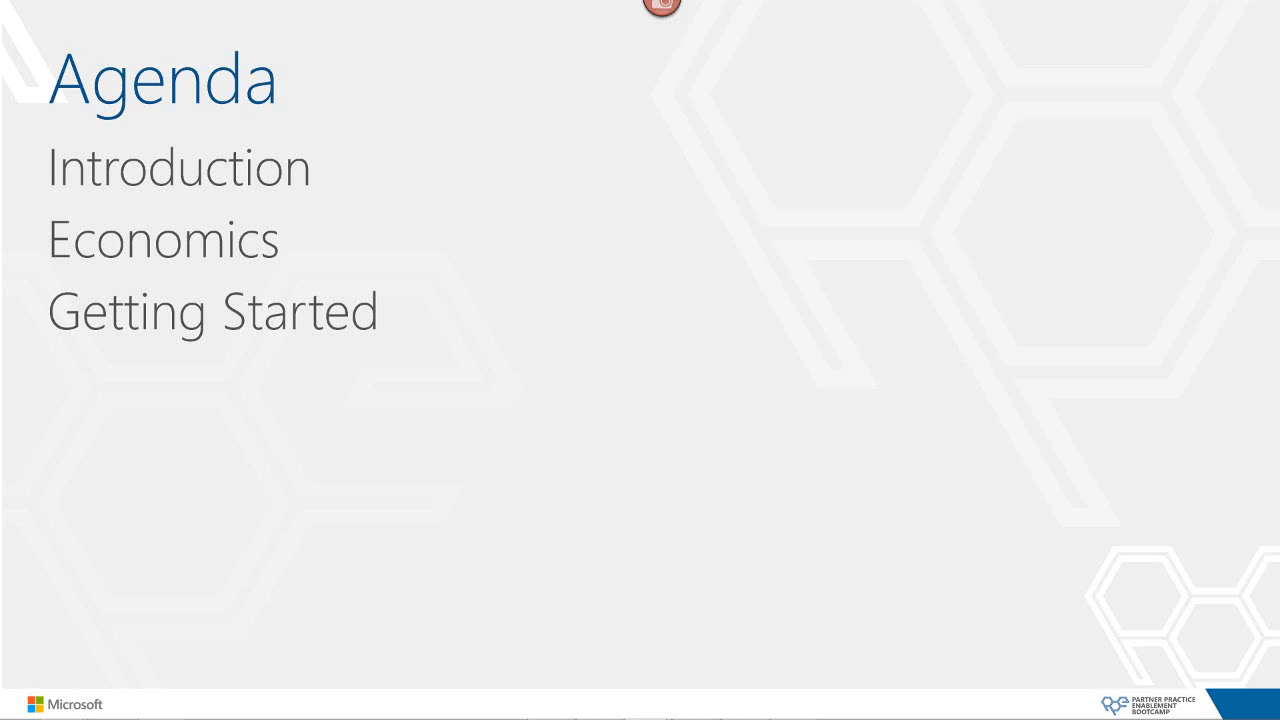 Agenda
Introduction
Economics
Getting Started
Microsoft
PARTNER PRACTICE
ENABLEMENT
BOOTCAMP